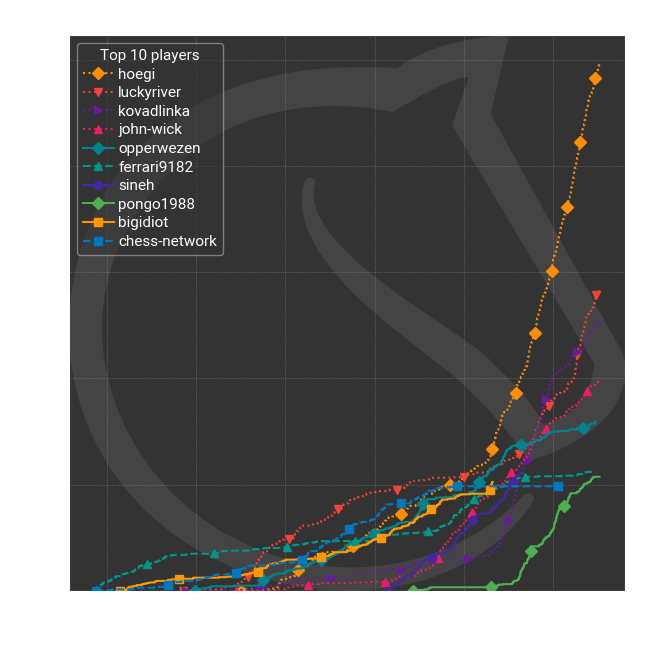 Top 10 players
hoegi
luckyriver
kovadlinka
john-wick
opperwezen
ferrari9182
sineh
pongo1988
bigidiot
chess-network